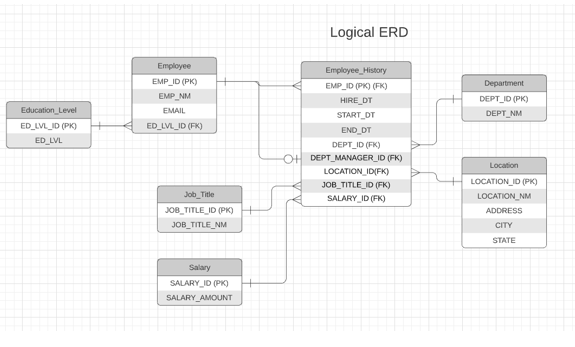 Logical ERD
Employee
EMP_ID (PK)
EMP_NM
EMAIL
ED_LVL_ID (FK)
Education_Level
ED_LVL_ID (PK)
ED_LVL
Employee_History
EMP_ID (PK) (FK)
HIRE_DT
START_DT
END_DT
DEPT_ID (FK)
DEPT_MANAGER_ID (FK)
LOCATION_ID(FK)
JOB_TITLE_ID (FK)
SALARY_ID (FK)
Department
DEPT_ID (PK)
DEPT_NM
Location
LOCATION_ID (PK)
LOCATION_NM
ADDRESS
CITY
STATE
Job_Title
JOB_TITLE_ID (PK)
JOB_TITLE_NM
Salary
SALARY_ID (PK)
SALARY_AMOUNT